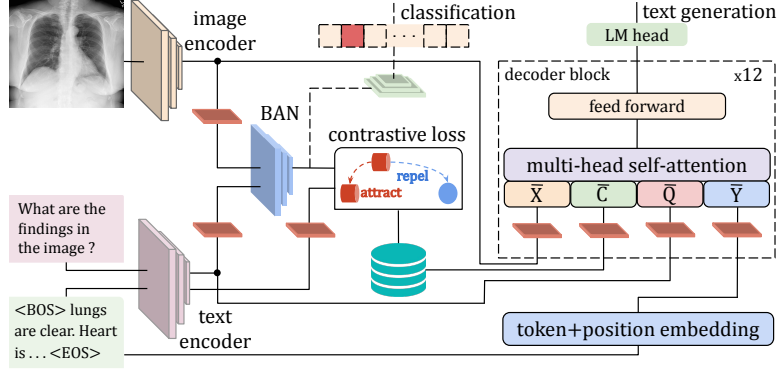 image
encoder
classification
text generation
LM head
decoder block
x12
feed forward
BAN
contrastive loss
repel
attract
multi-head self-attention
X̅
C̅
Q̅
Y̅
What are the
findings in
the image ?
<BOS> lungs
are clear. Heart
is . . . <EOS>
text
encoder
token+position embedding